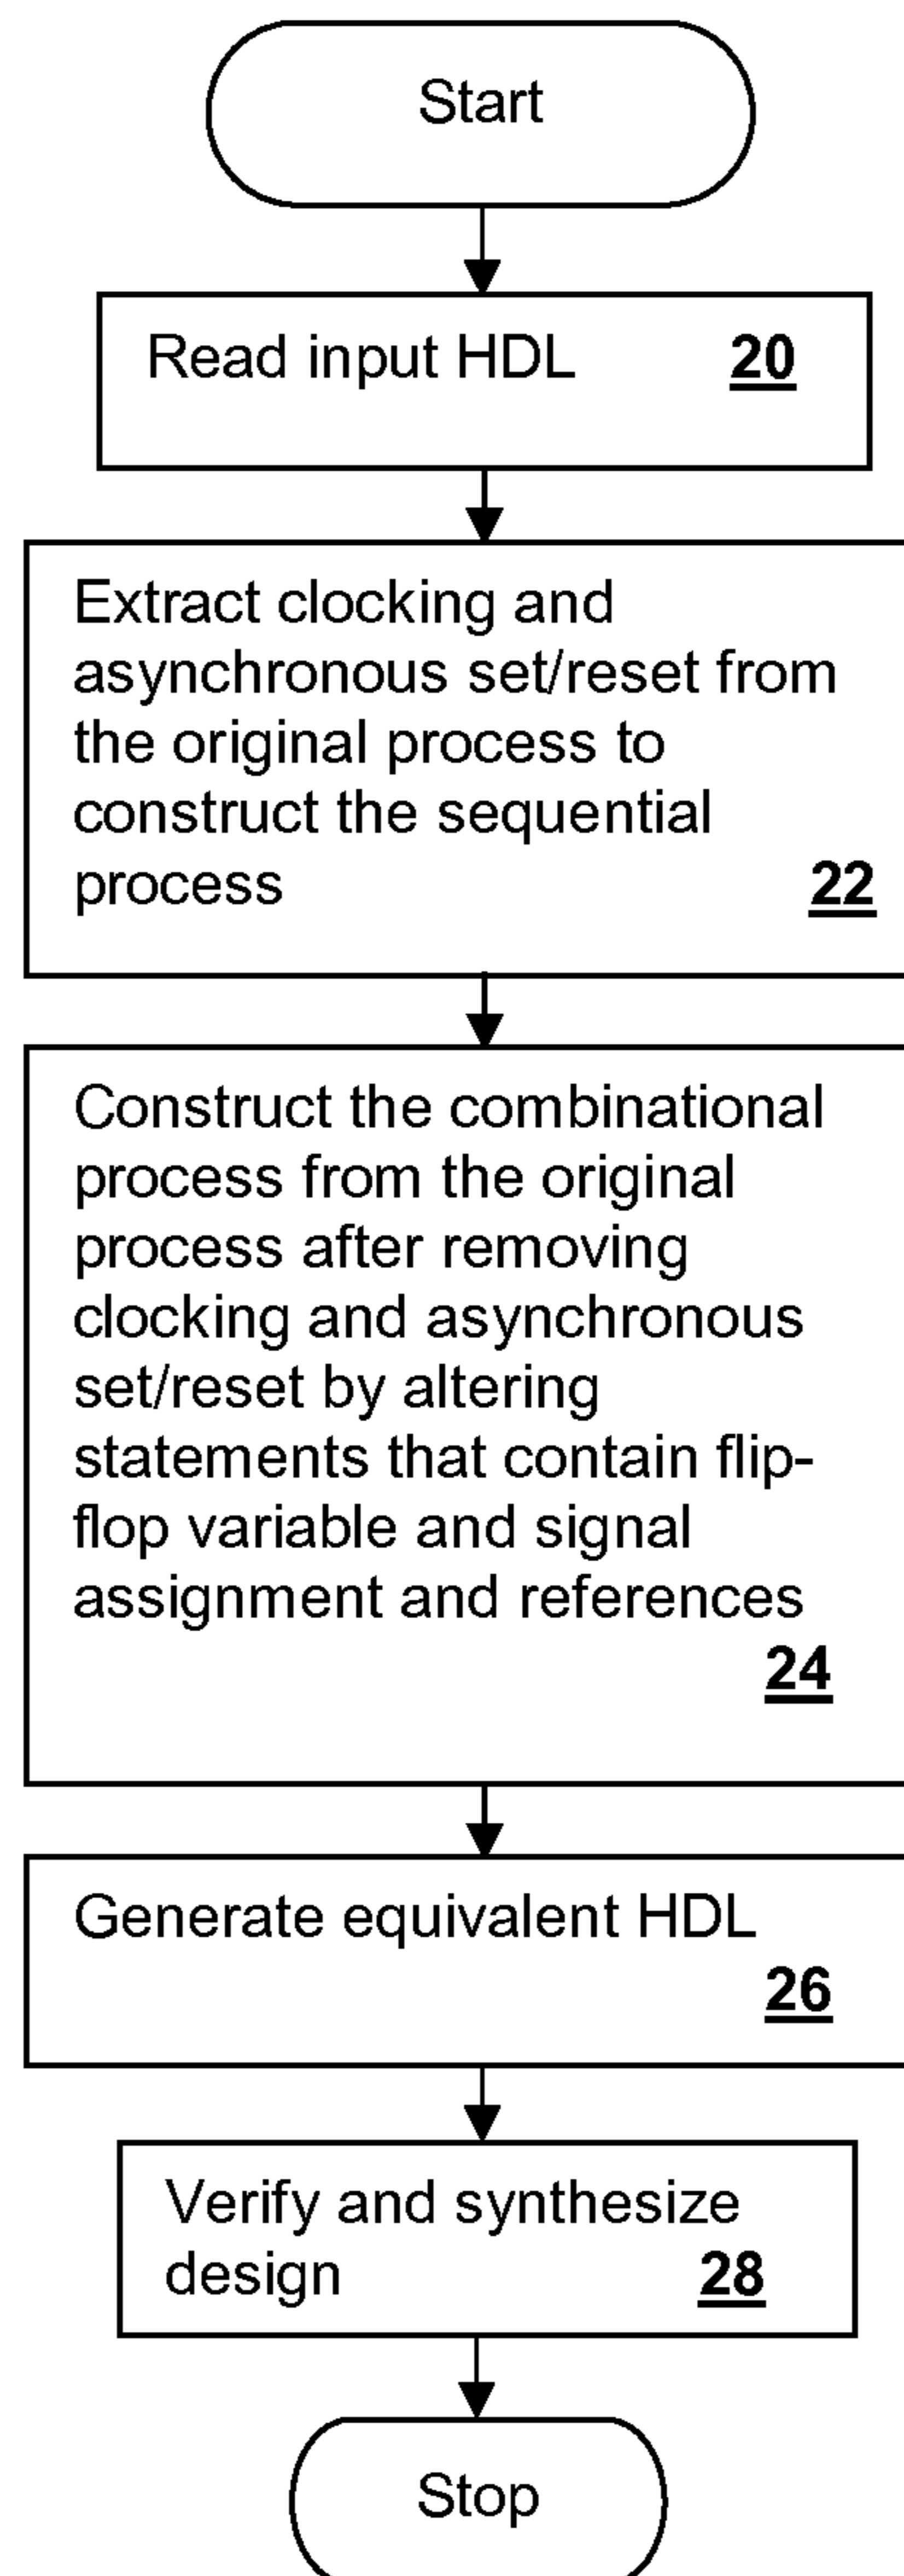 Start
Read input HDL 20
Extract clocking and
asynchronous set/reset from
the original process to
construct the sequential
process 22
Construct the combinational
process from the original
process after removing
clocking and asynchronous
set/reset by altering
statements that contain flip-
flop variable and signal
assignment and references
24
Generate equivalent HDL
26
Verify and synthesize
design 28
Stop